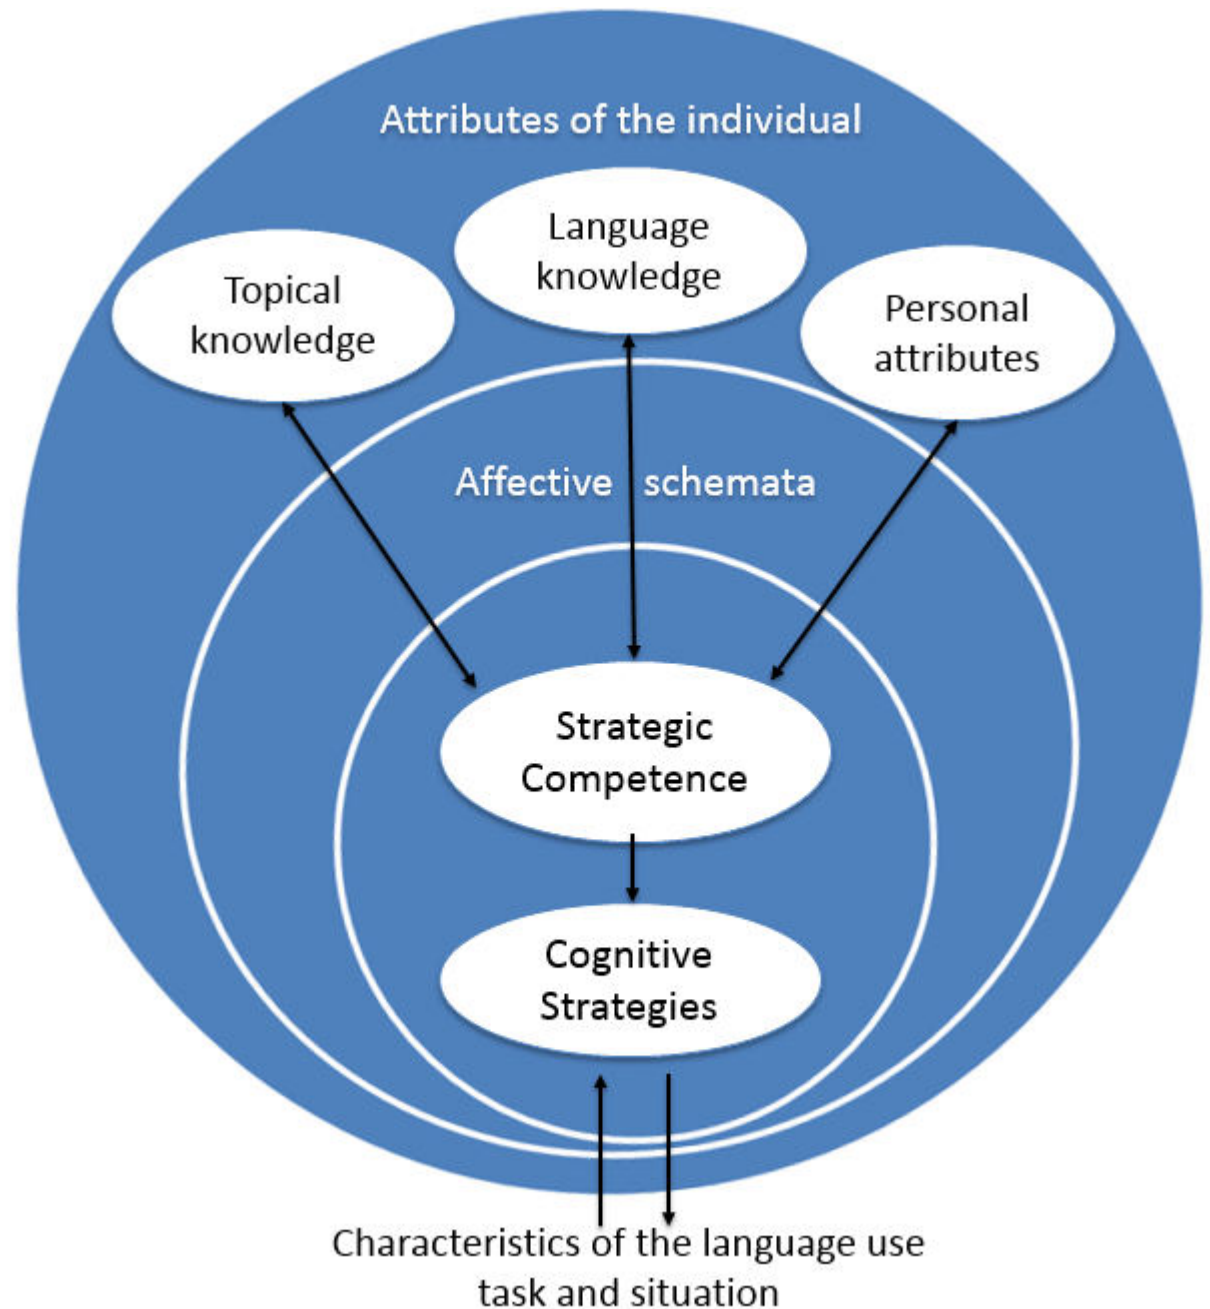 Attributes of the individual
Language
knowledge
Topical
knowledge
Personal
attributes
Affective schemata
Strategic
Competence
Cognitive
Strategies
Characteristics of the language use
task and situation